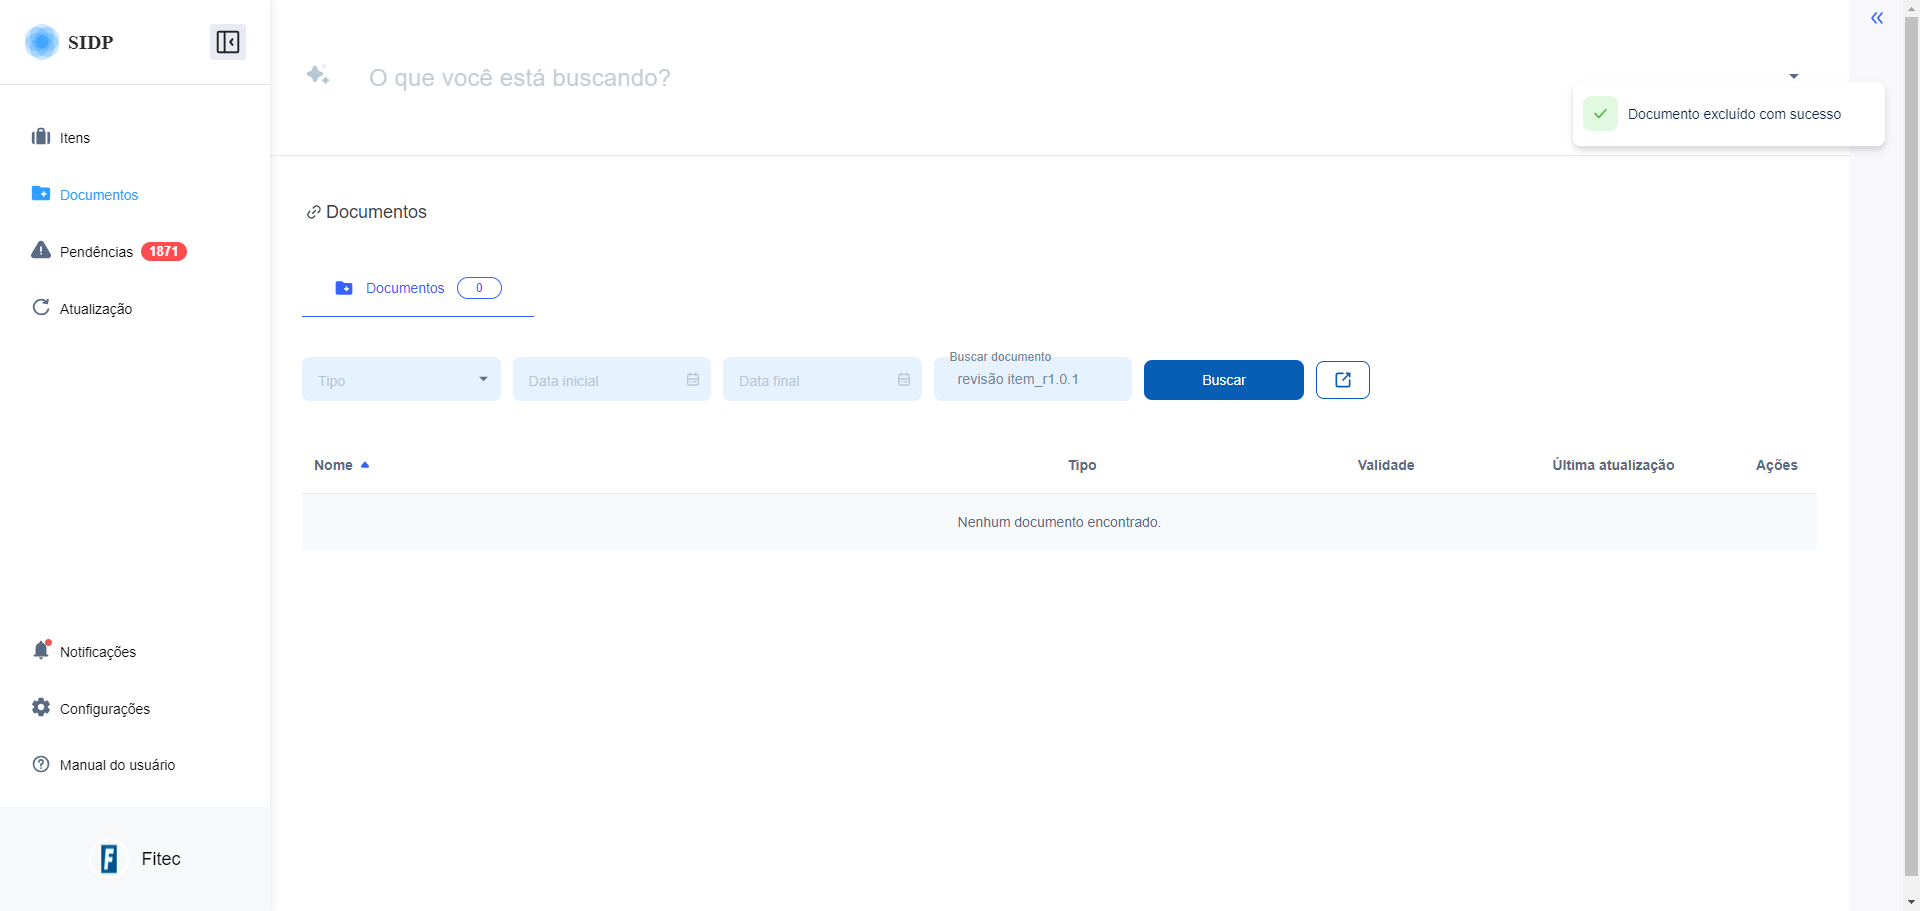 SIDP
Itens
Documentos
Pendências 1871
Atualização
Notificações
Configurações
Manual do usuário
Fitec
O que você está buscando?
Documento excluído com sucesso
Documentos
Documentos 0
Tipo
Data inicial
Data final
Buscar documento
revisão item_r1.0.1
Buscar
Nome Tipo Validade Última atualização Ações
Nenhum documento encontrado.